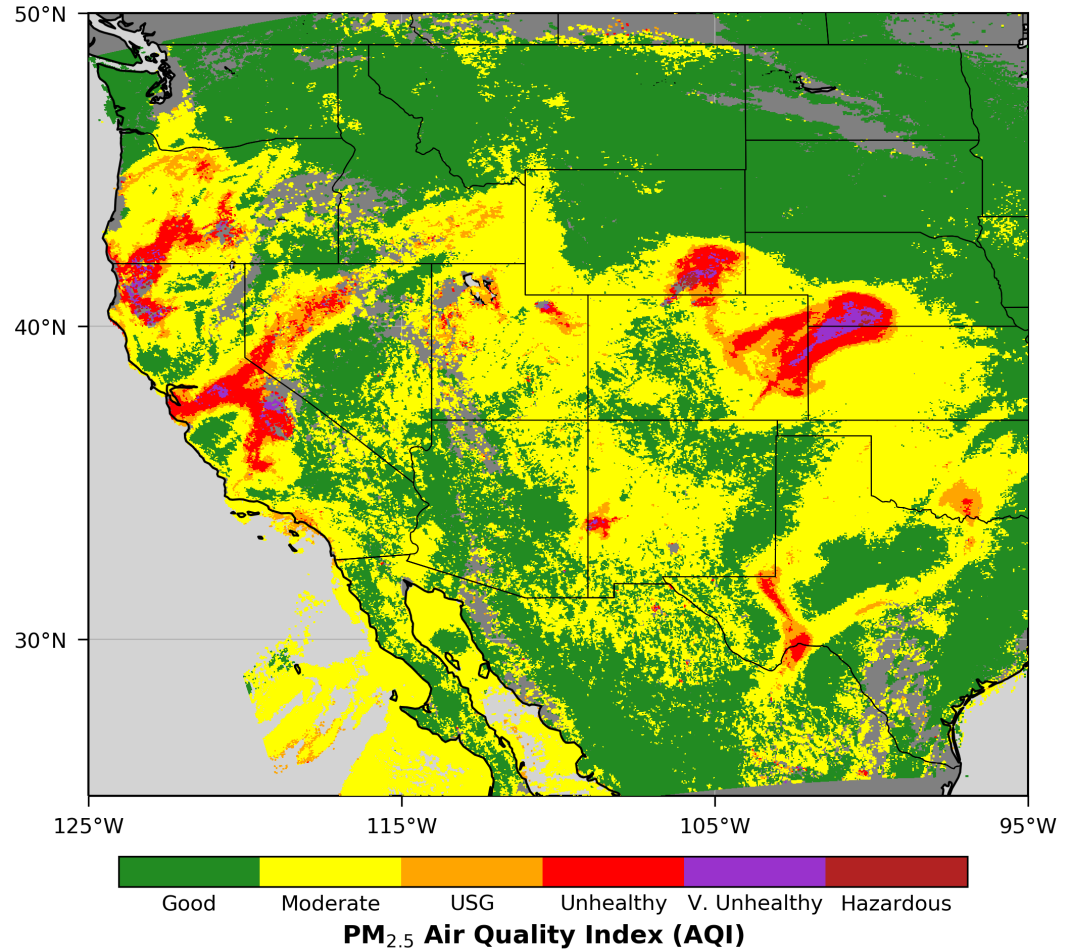 50°N
40°N
30°N
125°W 115°W 105°W 95°W
Good Moderate USG Unhealthy V. Unhealthy Hazardous
PM2.5 Air Quality Index (AQI)